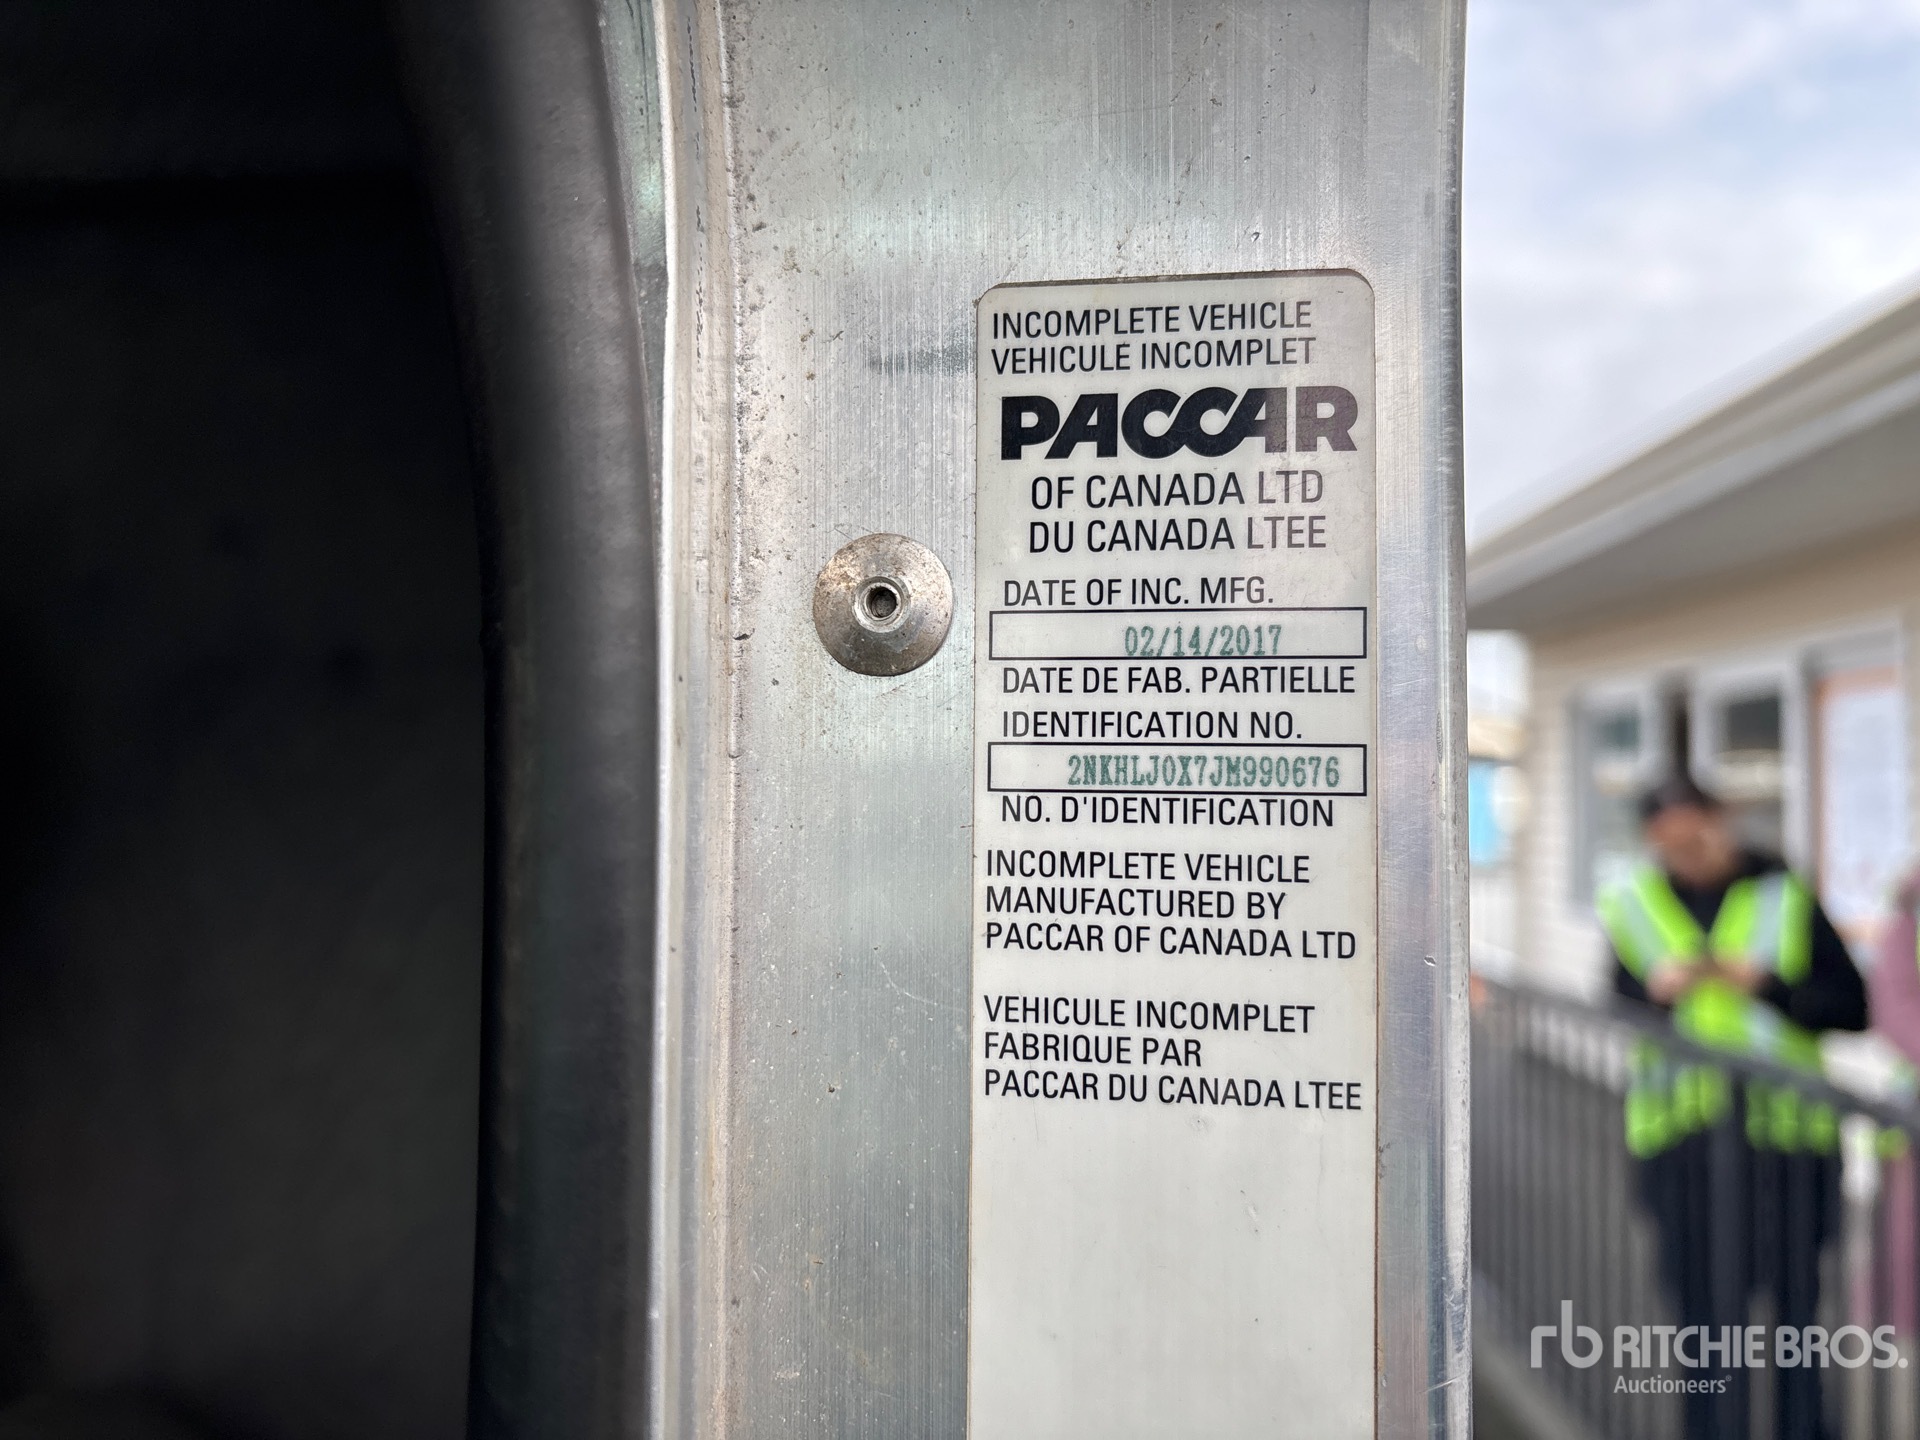 INCOMPLETE VEHICLE
VEHICULE INCOMPLET
PACCAR
OF CANADA LTD
DU CANADA LTEE
DATE OF INC. MFG.
02/14/2017
DATE DE FAB. PARTIELLE
IDENTIFICATION NO.
2NKHLJ0X7JM990676
NO. D'IDENTIFICATION
INCOMPLETE VEHICLE
MANUFACTURED BY
PACCAR OF CANADA LTD
VEHICULE INCOMPLET
FABRIQUE PAR
PACCAR DU CANADA LTEE
rb RITCHIE BROS.
Auctioneers®